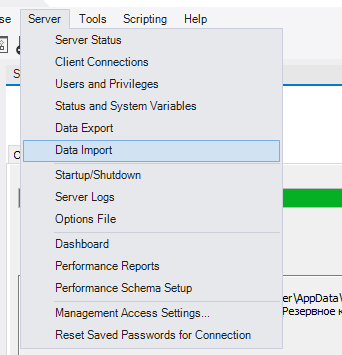 se Server Tools Scripting Help
Server Status
Client Connections
Users and Privileges
Status and System Variables
Data Export
Data Import
Startup/Shutdown
Server Logs
Options File
Dashboard
Performance Reports
Performance Schema Setup
er\AppData\
Management Access Settings...
Резервное к
Reset Saved Passwords for Connection